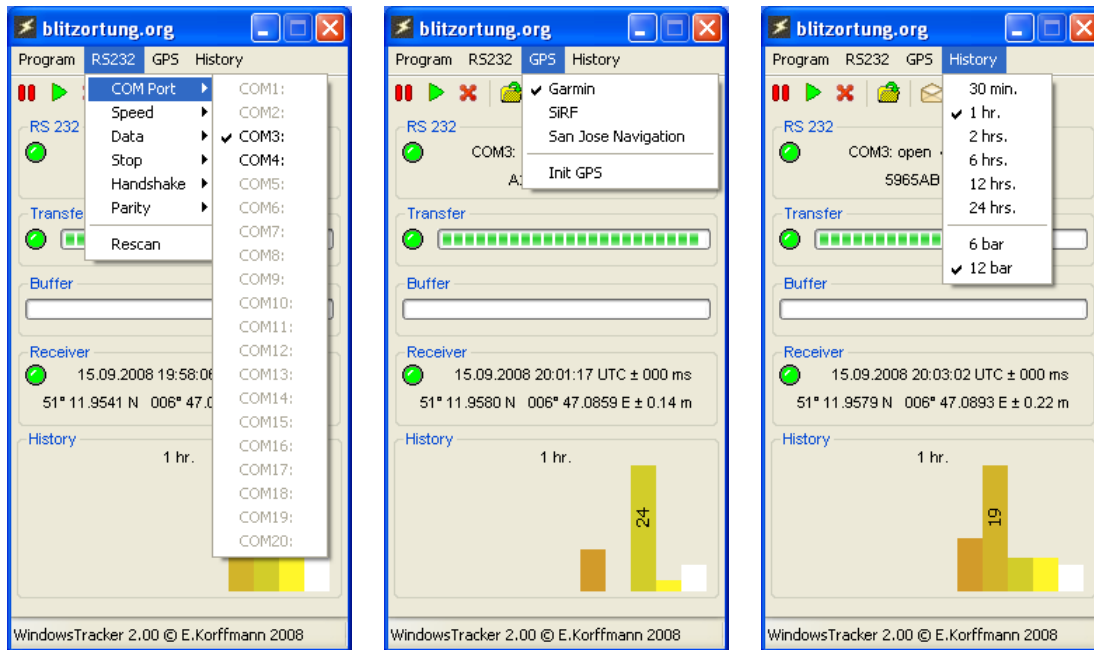 blitzortung.org
Program RS232 GPS History
COM Port
Speed
Data
Stop
Handshake
Parity
Rescan
COM1:
COM2:
COM3:
COM4:
COM5:
COM6:
COM7:
COM8:
COM9:
COM10:
COM11:
COM12:
COM13:
COM14:
COM15:
COM16:
COM17:
COM18:
COM19:
COM20:
RS 232
Buffer
Receiver
15.09.2008
51° 11.9541 N 006°
History
1 hr.
WindowsTracker 2.00 © E.Korffmann 2008
blitzortung.org
Program RS232 GPS History
Garmin
SiRF
San Jose Navigation
Init GPS
RS 232
COM3:
Transfer
Buffer
Receiver
15.09.2008 20:01:17 UTC ± 000 ms
51° 11.9580 N 006° 47.0859 E ± 0.14 m
History
1 hr.
24
WindowsTracker 2.00 © E.Korffmann 2008
blitzortung.org
Program RS232 GPS History
30 min.
1 hr.
2 hrs.
6 hrs.
12 hrs.
24 hrs.
6 bar
12 bar
RS 232
COM3: open
5965AB
Transfer
Buffer
Receiver
15.09.2008 20:03:02 UTC ± 000 ms
51° 11.9579 N 006° 47.0893 E ± 0.22 m
History
1 hr.
19
WindowsTracker 2.00 © E.Korffmann 2008